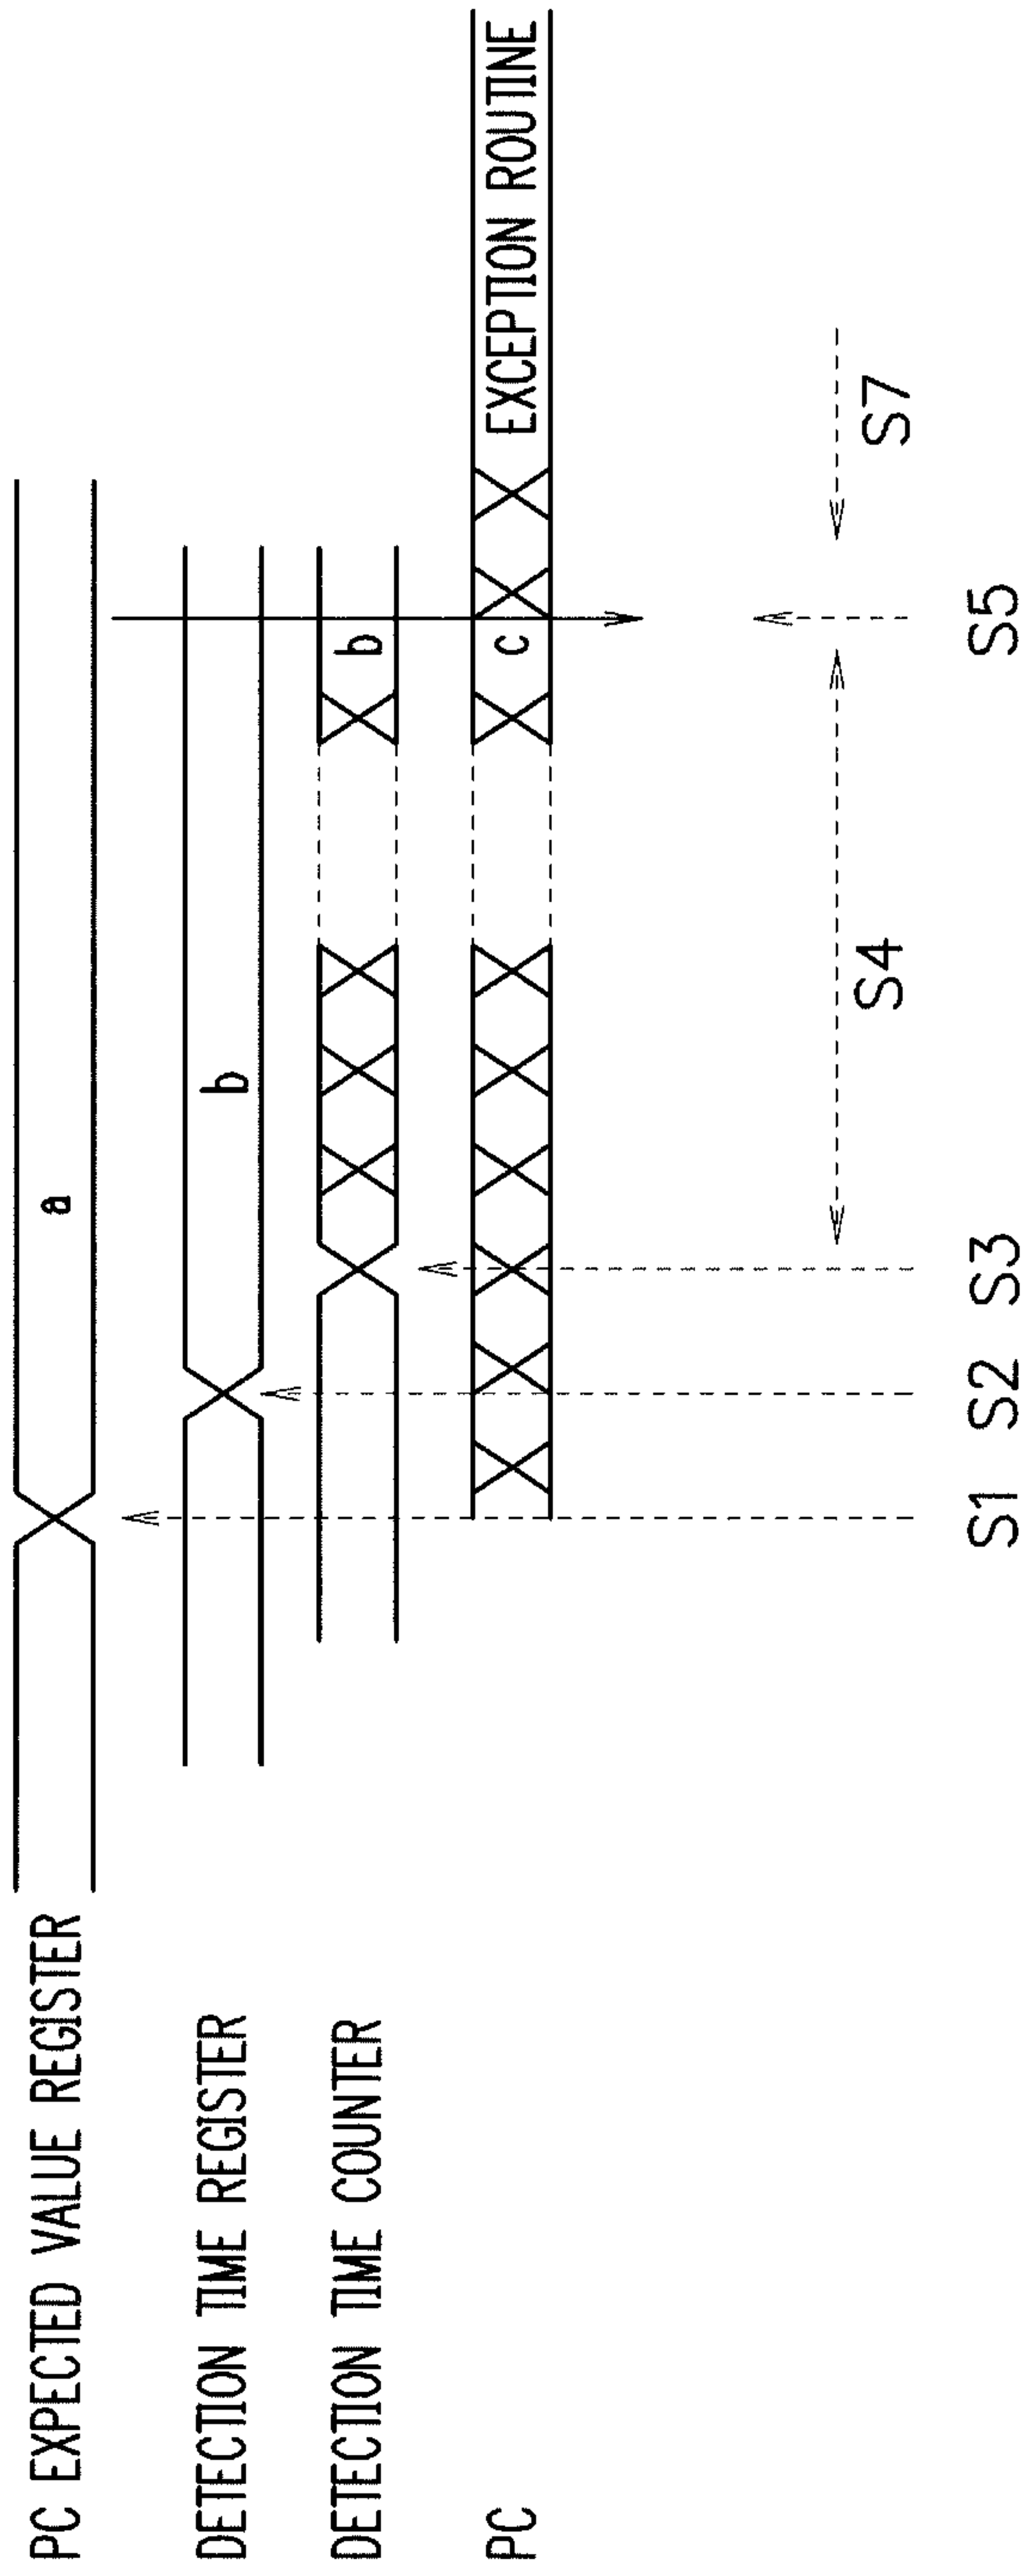 PC EXPECTED VALUE REGISTER a
DETECTION TIME REGISTER b
DETECTION TIME COUNTER b
PC c EXCEPTION ROUTINE
S4 S7
S1 S2 S3 S5